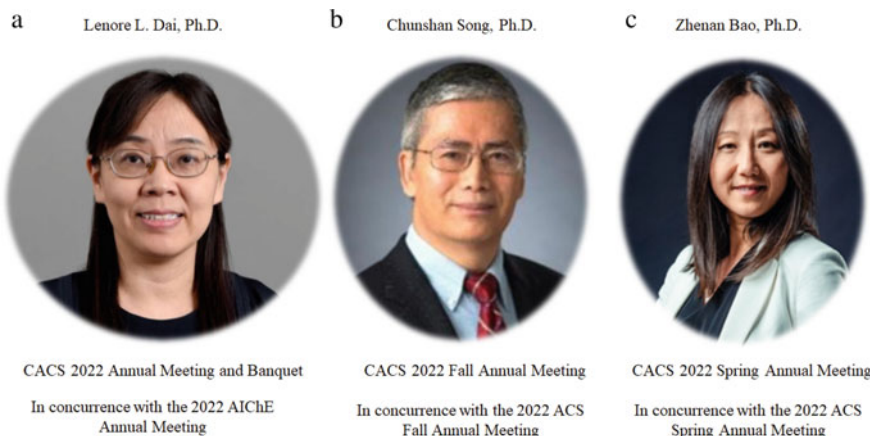 a
Lenore L. Dai, Ph.D.
b
Chunshan Song, Ph.D.
c
Zhenan Bao, Ph.D.
CACS 2022 Annual Meeting and Banquet
In concurrence with the 2022 AIChE
Annual Meeting
CACS 2022 Fall Annual Meeting
In concurrence with the 2022 ACS
Fall Annual Meeting
CACS 2022 Spring Annual Meeting
In concurrence with the 2022 ACS
Spring Annual Meeting